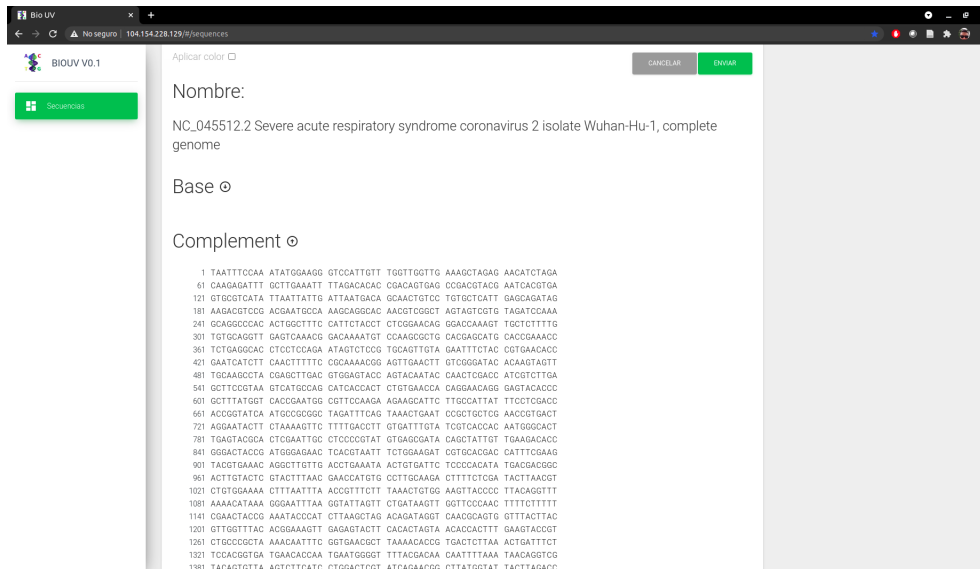 Bio UV
No seguro | 104.154.228.129/#/sequences
BIOUV V0.1
Secuencias
Aplicar color
CANCELAR
ENVIAR
Nombre:
NC_045512.2 Severe acute respiratory syndrome coronavirus 2 isolate Wuhan-Hu-1, complete
genome
Base
Complement
1 TAATTTCCAA ATATGGAAGG GTCCATTGTT TGGTTGGTTG AAAGCTAGAG AACATCTAGA
61 CAAGAGATTT GCTTGAAATT TTAGACACAC CGACAGTGAG CCGACGTACG AATCACGTGA
121 GTGCGTCATA TTAATTATTG ATTAATGACA GCAACTGTCC TGTGCTCATT GAGCAGATAG
181 AAGACGTCCG ACGAATGCCA AAGCAGGCAC AACGTCGGCT AGTAGTCGTG TAGATCCAAA
241 GCAGGCCCAC ACTGGCTTTC CATTCTACCT CTCGGAACAG GGACCAAAGT TGCTCTTTTG
301 TGTGCAGGTT GAGTCAAACG GACAAAATGT CCAAGCGCTG CACGAGCATG CACCGAAACC
361 TCTGAGGCAC CTCCTCCAGA ATAGTCTCCG TGCAGTTGTA GAATTTCTAC CGTGAACACC
421 GAATCATCTT CAACTTTTTC CGCAAAACGG AGTTGAACTT GTCGGGATAC ACAAGTAGTT
481 TGCAAGCCTA CGAGCTTGAC GTGGAGTACC AGTACAATAC CAACTCGACC ATCGTCTTGA
541 GCTTCCGTAA GTCATGCCAG CATCACCACT CTGTGAACCA CAGGAACAGG GAGTACACCC
601 GCTTTATGGT CACCGAATGG CGTTCCAAGA AGAAGCATTC TTGCCATTAT TTCCTCGACC
661 ACCGGTATCA ATGCCGCGGC TAGATTTCAG TAAACTGAAT CCGCTGCTCG AACCGTGACT
721 AGGAATACTT CTAAAAGTTC TTTTGACCTT GTGATTTGTA TCGTCACCAC AATGGGCACT
781 TGAGTACGCA CTCGAATTGC CTCCCCGTAT GTGAGCGATA CAGCTATTGT TGAAGACACC
841 GGGACTACCG ATGGGAGAAC TCACGTAATT TCTGGAAGAT CGTGCACGAC CATTTCGAAG
901 TACGTGAAAC AGGCTTGTTG ACCTGAAATA ACTGTGATTC TCCCCACATA TGACGACGGC
961 ACTTGTACTC GTACTTTAAC GAACCATGTG CCTTGCAAGA CTTTTCTCGA TACTTAACGT
1021 CTGTGGAAAA CTTTAATTTA ACCGTTTCTT TAAACTGTGG AAGTTACCCC TTACAGGTTT
1081 AAAACATAAA GGGAATTTAA GGTATTAGTT CTGATAAGTT GGTTCCCAAC TTTTCTTTTT
1141 CGAACTACCG AAATACCCAT CTTAAGCTAG ACAGATAGGT CAACGCAGTG GGTTTACTTAC
1201 GTTGGTTTAC ACGGAAAGTT GAGAGTACTT CACACTAGTA ACACCACTTT GAAGTACCGT
1261 CTGCCCGCTA AAACAATTTC GGTGAACGCT TAAAACACCG TGACTCTTAA ACTGATTTCT
1321 TCCACGGTGA TGAACACCAA TGAATGGGGT TTTACGACAA CAATTTTAAA TAACAGGTCG
1381 TACAGTGTTA AGTCTTCATC CTGGACTCGT ATCAGAACGG CTTATGGTAT TACTTAGACC